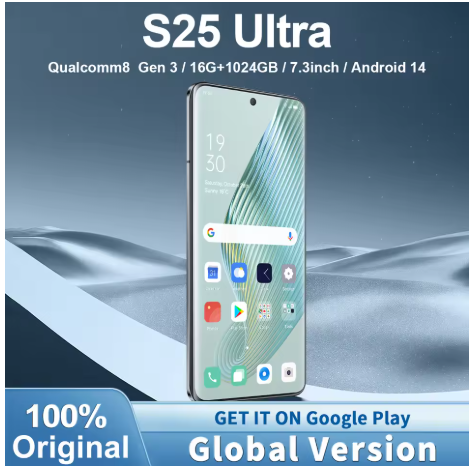 S25 Ultra
Qualcomm8 Gen 3 / 16G+1024GB / 7.3inch / Android 14
19
30
G
31
100%
Original
GET IT ON Google Play
Global Version